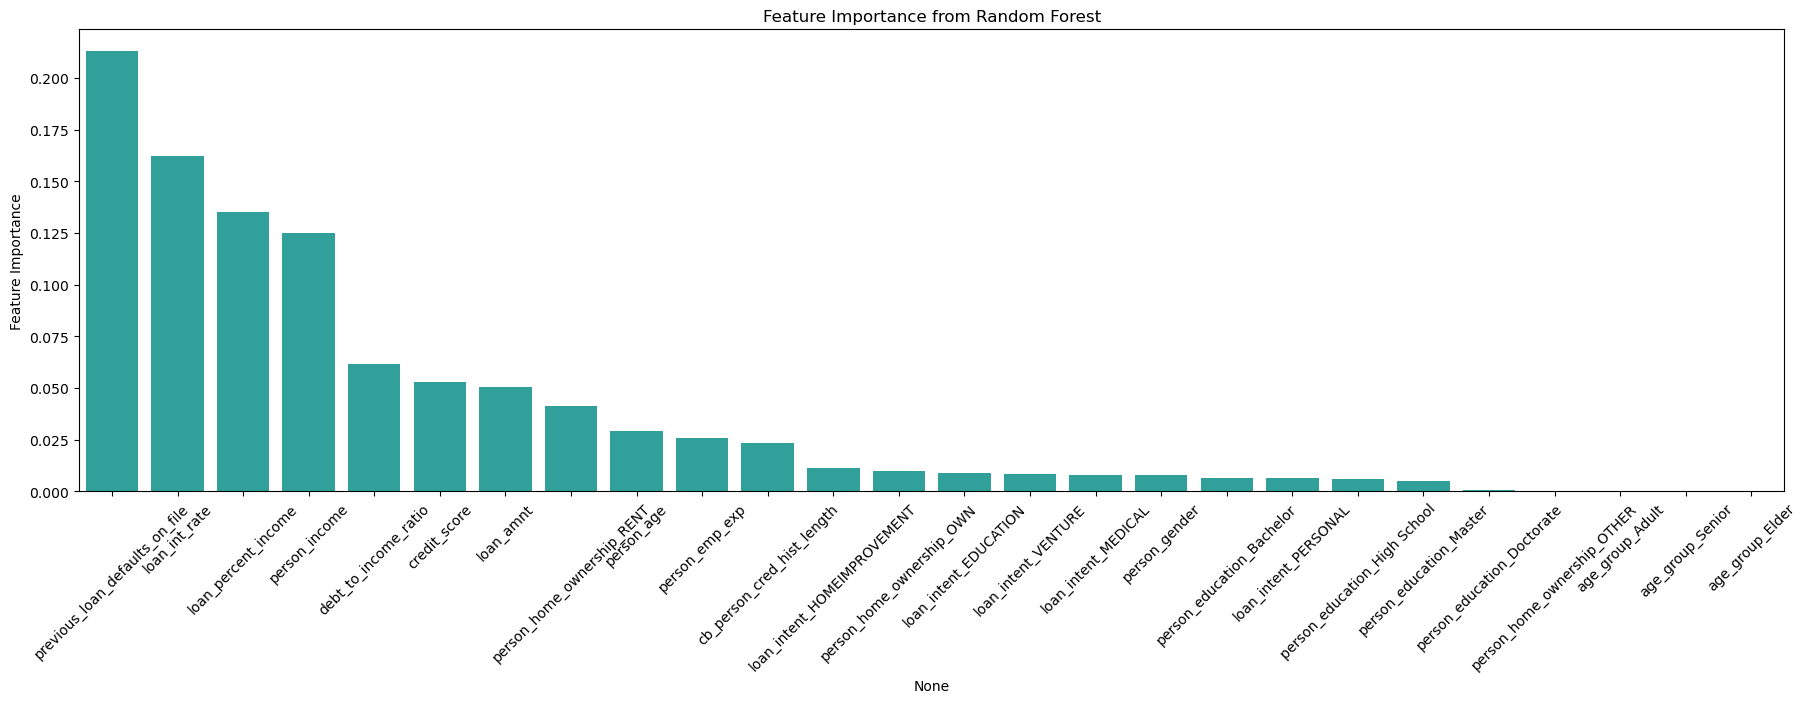 Feature Importance from Random Forest
Feature Importance
0.200
0.175
0.150
0.125
0.100
0.075
0.050
0.025
0.000
previous_loan_defaults_on_file
loan_int_rate
loan_percent_income
person_income
debt_to_income_ratio
credit_score
loan_amnt
person_home_ownership_RENT
person_age
person_emp_exp
cb_person_cred_hist_length
loan_intent_HOMEIMPROVEMENT
person_home_ownership_OWN
loan_intent_EDUCATION
loan_intent_VENTURE
loan_intent_MEDICAL
person_gender
person_education_Bachelor
loan_intent_PERSONAL
person_education_High School
person_education_Master
person_education_Doctorate
person_home_ownership_OTHER
age_group_Adult
age_group_Senior
age_group_Elder
None